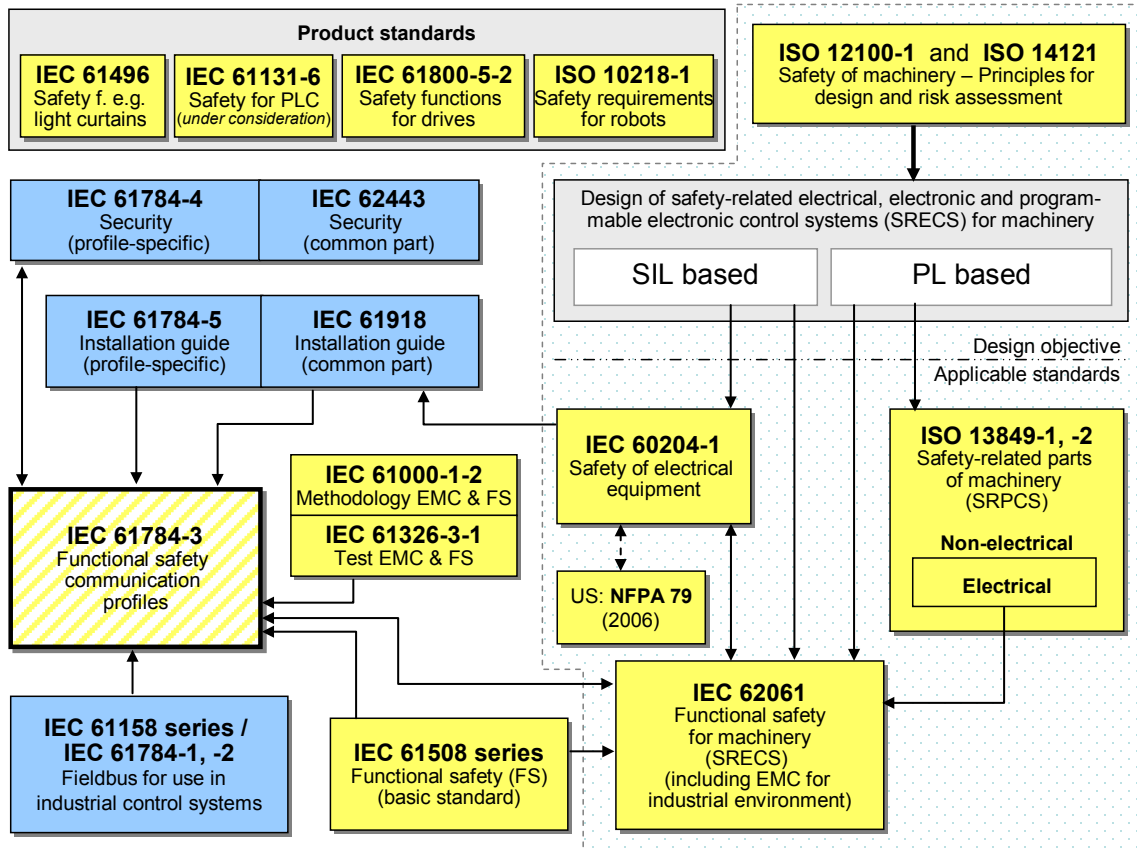 Product standards
IEC 61496
Safety f. e.g.
light curtains
IEC 61131-6
Safety for PLC
(under consideration)
IEC 61800-5-2
Safety functions
for drives
ISO 10218-1
Safety requirements
for robots
ISO 12100-1 and ISO 14121
Safety of machinery – Principles for
design and risk assessment
IEC 61784-4
Security
(profile-specific)
IEC 62443
Security
(common part)
Design of safety-related electrical, electronic and program-
mable electronic control systems (SRECS) for machinery
SIL based
PL based
IEC 61784-5
Installation guide
(profile-specific)
IEC 61918
Installation guide
(common part)
Design objective
Applicable standards
IEC 60204-1
Safety of electrical
equipment
ISO 13849-1, -2
Safety-related parts
of machinery
(SRPCS)
Non-electrical
Electrical
IEC 61000-1-2
Methodology EMC & FS
IEC 61326-3-1
Test EMC & FS
IEC 61784-3
Functional safety
communication
profiles
US: NFPA 79
(2006)
IEC 61158 series /
IEC 61784-1, -2
Fieldbus for use in
industrial control systems
IEC 61508 series
Functional safety (FS)
(basic standard)
IEC 62061
Functional safety
for machinery
(SRECS)
(including EMC for
industrial environment)